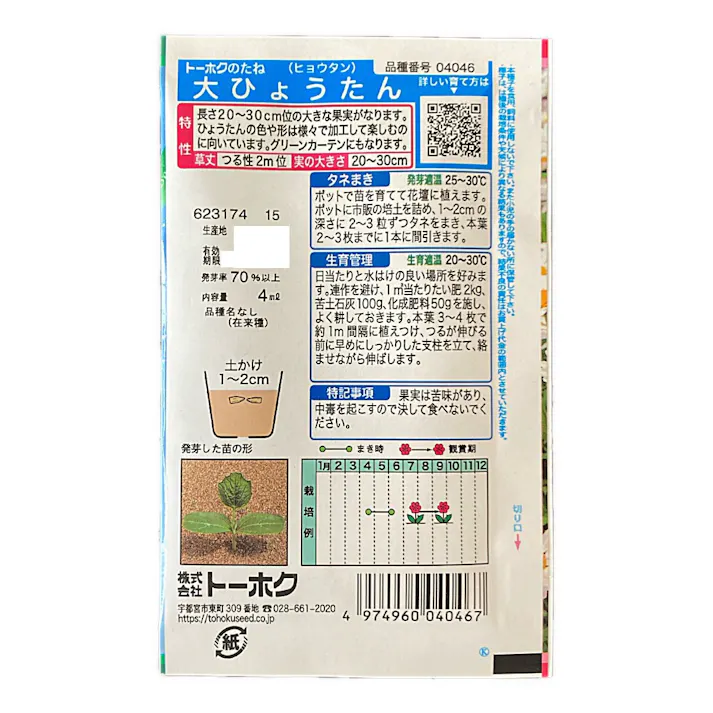 トーホクのたね (ヒョウタン) 品種番号 04046
大ひょうたん
詳しい育て方は
特性
長さ20〜30cm位の大きな果実がなります。
ひょうたんの色や形は様々で加工して楽しむの
に向いています。グリーンカーテンにもなります。
草丈 つる性2m位 実の大きさ 20〜30cm
タネまき 発芽適温 25〜30℃
ポットで苗を育てて花壇に植えます。
ポットに市販の培土を詰め、1〜2cmの
深さに2〜3粒ずつタネをまき、本葉
2〜3枚までに1本に間引きます。
623174 15
生産地
有効
期限
発芽率 70%以上
内容量 4ml
品種名なし
(在来種)
生育管理 生育適温 20〜30℃
日当たりと水はけの良い場所を好みま
す。連作を避け、1㎡当たりたい肥2kg、
苦土石灰100g、化成肥料50gを施し、
よく耕しておきます。本葉3〜4枚で
約1m間隔に植えつけ、つるが伸びる
前に早めにしっかりした支柱を立て、絡
ませながら伸ばします。
特記事項 果実は苦味があり、
中毒を起こすので決して食べないでく
ださい。
土かけ
1〜2cm
発芽した苗の形
まき時 観賞期
1月 2 3 4 5 6 7 8 9 10 11 12
栽培例
株式会社 トーホク
宇都宮市東町309番地 ☎028-661-2020
https://tohokuseed.co.jp
紙
4 974960 040467
切り口
K